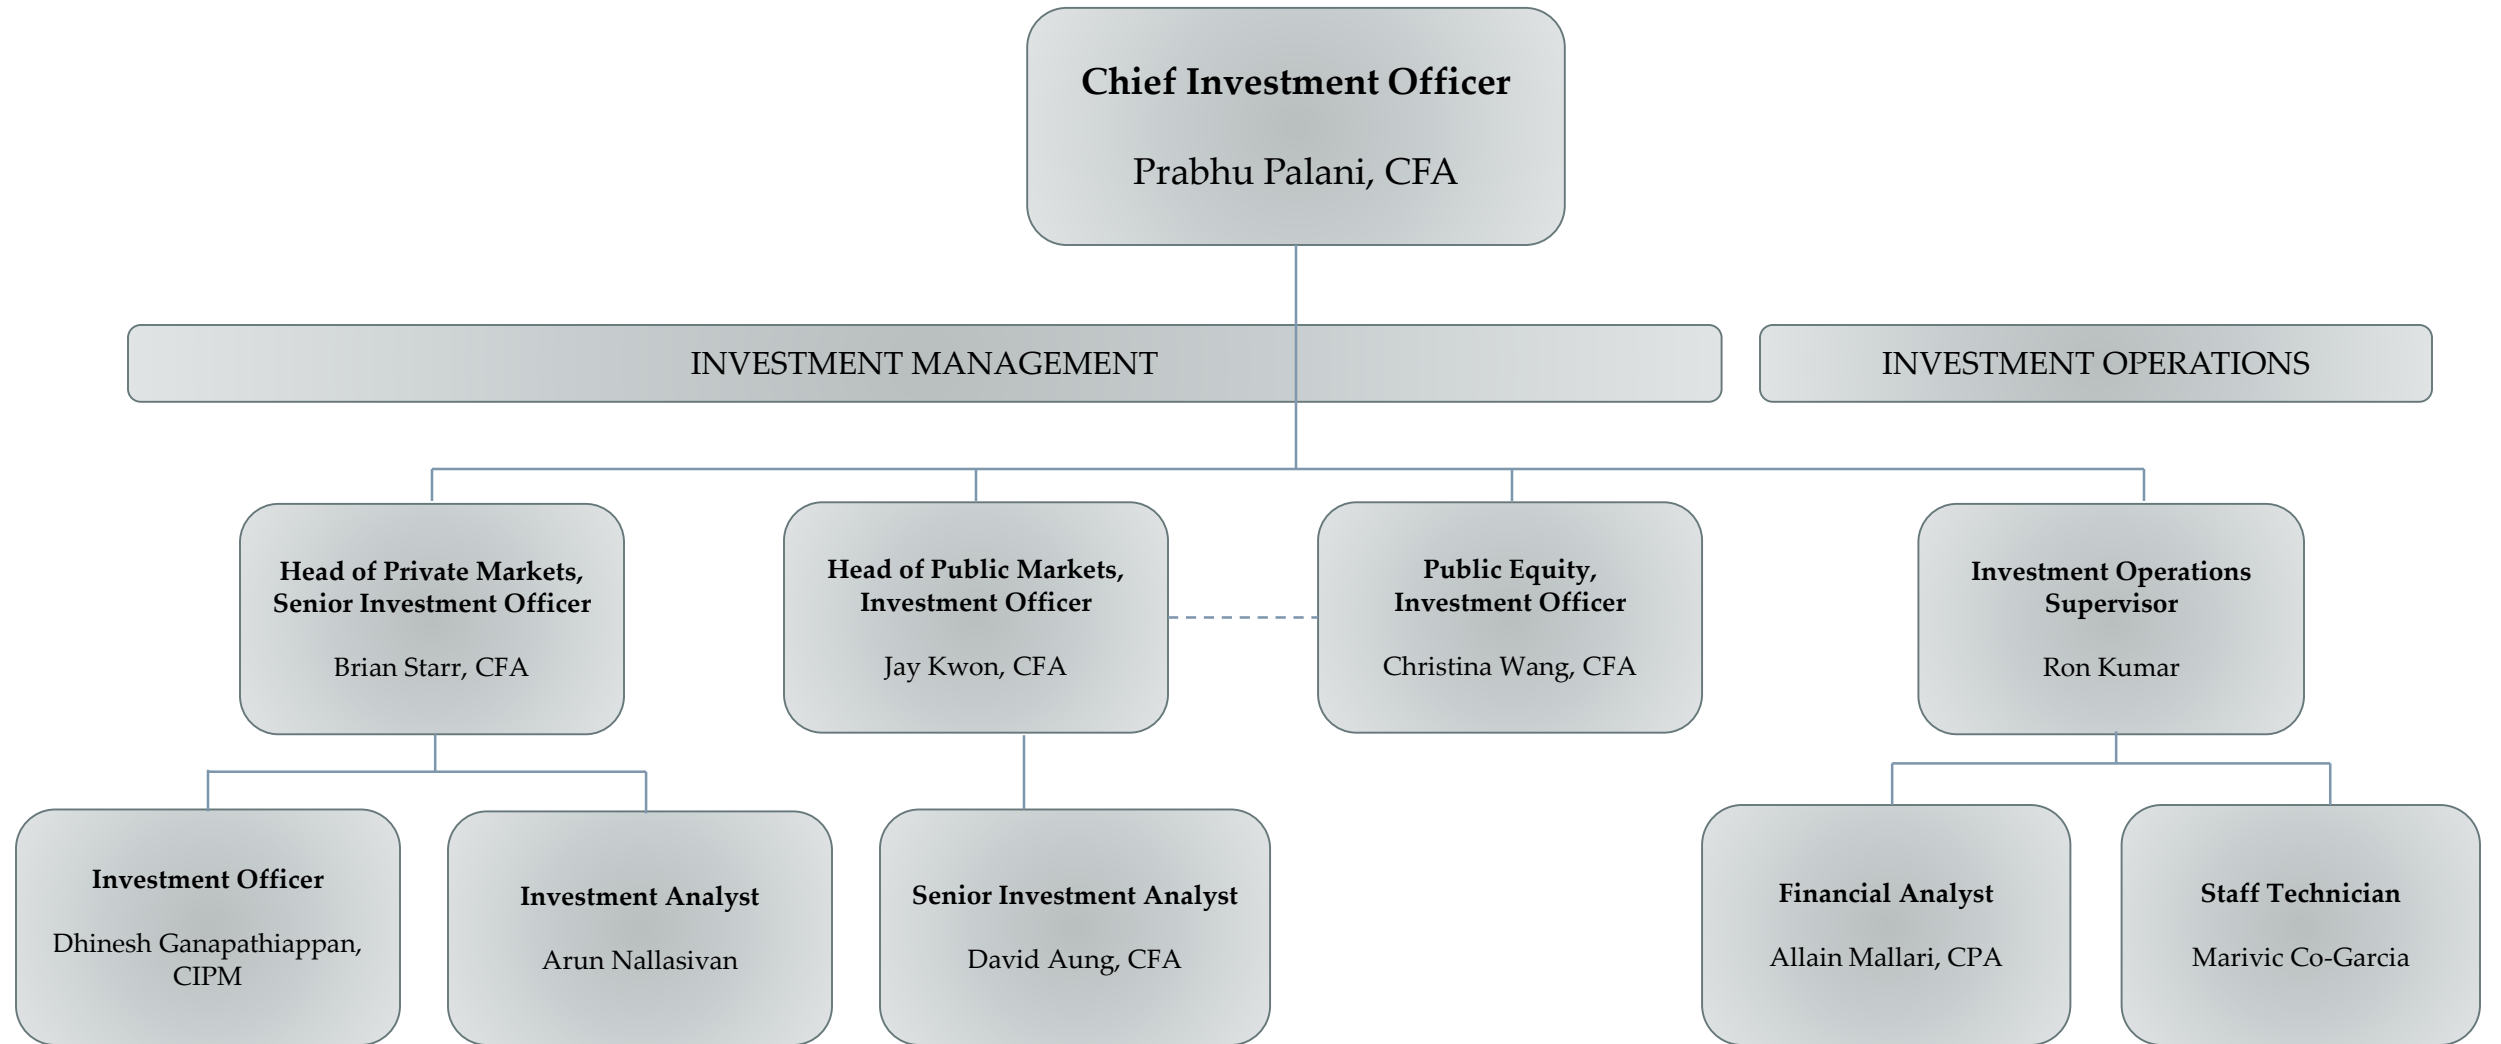 Chief Investment Officer
Prabhu Palani, CFA
INVESTMENT MANAGEMENT
INVESTMENT OPERATIONS
Head of Private Markets,
Senior Investment Officer
Brian Starr, CFA
Head of Public Markets,
Investment Officer
Jay Kwon, CFA
Public Equity,
Investment Officer
Christina Wang, CFA
Investment Operations
Supervisor
Ron Kumar
Investment Officer
Dhinesh Ganapathiappan,
CIPM
Investment Analyst
Arun Nallasivan
Senior Investment Analyst
David Aung, CFA
Financial Analyst
Allain Mallari, CPA
Staff Technician
Marivic Co-Garcia